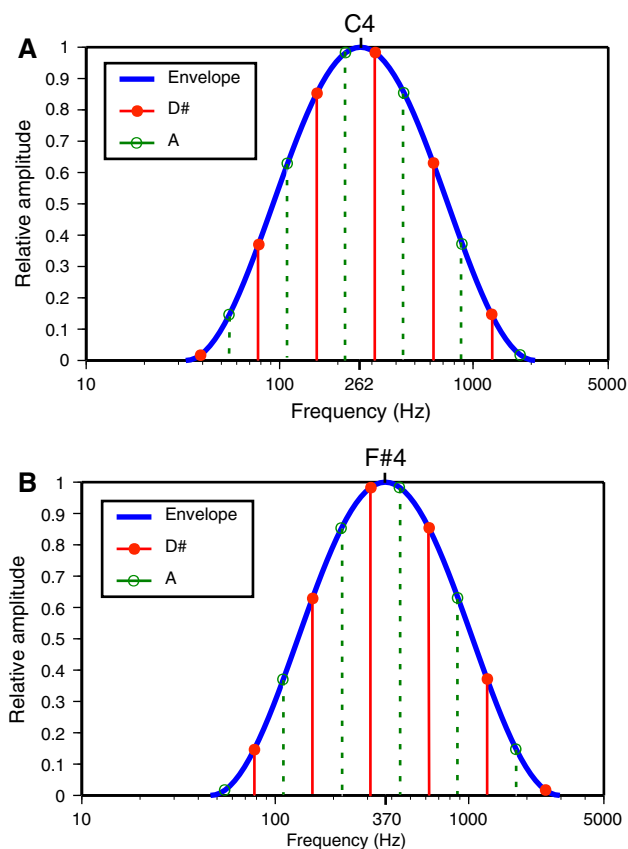 A
C4
Relative amplitude
1
0.9
0.8
0.7
0.6
0.5
0.4
0.3
0.2
0.1
0
Envelope
D#
A
10
100
262
1000
5000
Frequency (Hz)
B
F#4
Relative amplitude
1
0.9
0.8
0.7
0.6
0.5
0.4
0.3
0.2
0.1
0
Envelope
D#
A
10
100
370
1000
5000
Frequency (Hz)